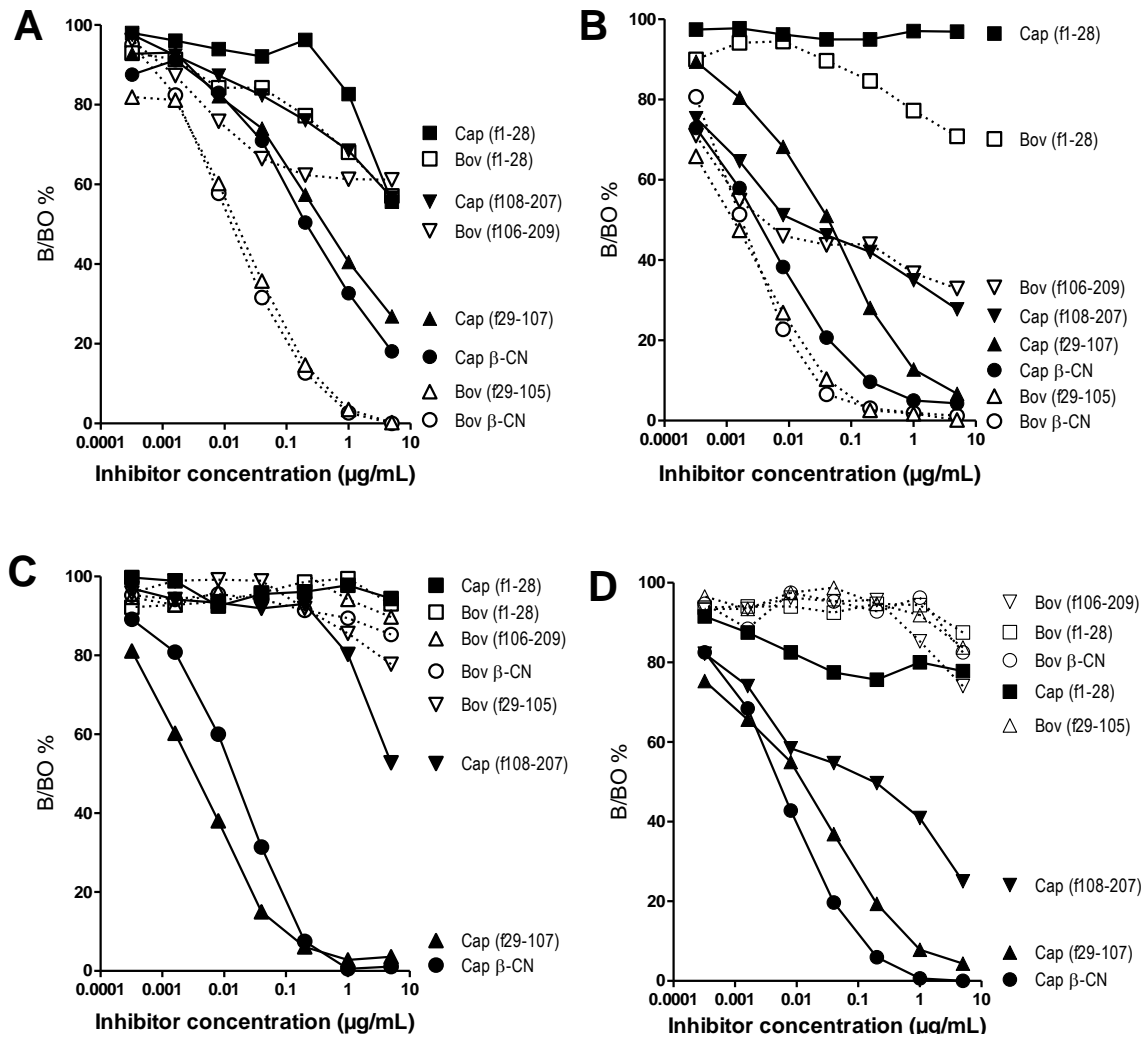 A
B/BO %
100
80
60
40
20
0
0.0001 0.001 0.01 0.1 1 10
Inhibitor concentration (µg/mL)
Cap (f1-28)
Bov (f1-28)
Cap (f108-207)
Bov (f106-209)
Cap (f29-107)
Cap β-CN
Bov (f29-105)
Bov β-CN
B
B/BO %
100
80
60
40
20
0
0.0001 0.001 0.01 0.1 1 10
Inhibitor concentration (µg/mL)
Cap (f1-28)
Bov (f1-28)
Bov (f106-209)
Cap (f108-207)
Cap (f29-107)
Cap β-CN
Bov (f29-105)
Bov β-CN
C
B/BO %
100
80
60
40
20
0
0.0001 0.001 0.01 0.1 1 10
Inhibitor concentration (µg/mL)
Cap (f1-28)
Bov (f1-28)
Bov (f106-209)
Bov β-CN
Bov (f29-105)
Cap (f108-207)
Cap (f29-107)
Cap β-CN
D
B/BO %
100
80
60
40
20
0
0.0001 0.001 0.01 0.1 1 10
Inhibitor concentration (µg/mL)
Bov (f106-209)
Bov (f1-28)
Bov β-CN
Cap (f1-28)
Bov (f29-105)
Cap (f108-207)
Cap (f29-107)
Cap β-CN